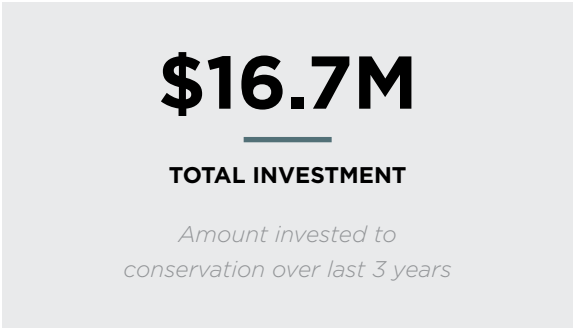 $16.7M
TOTAL INVESTMENT
Amount invested to
conservation over last 3 years